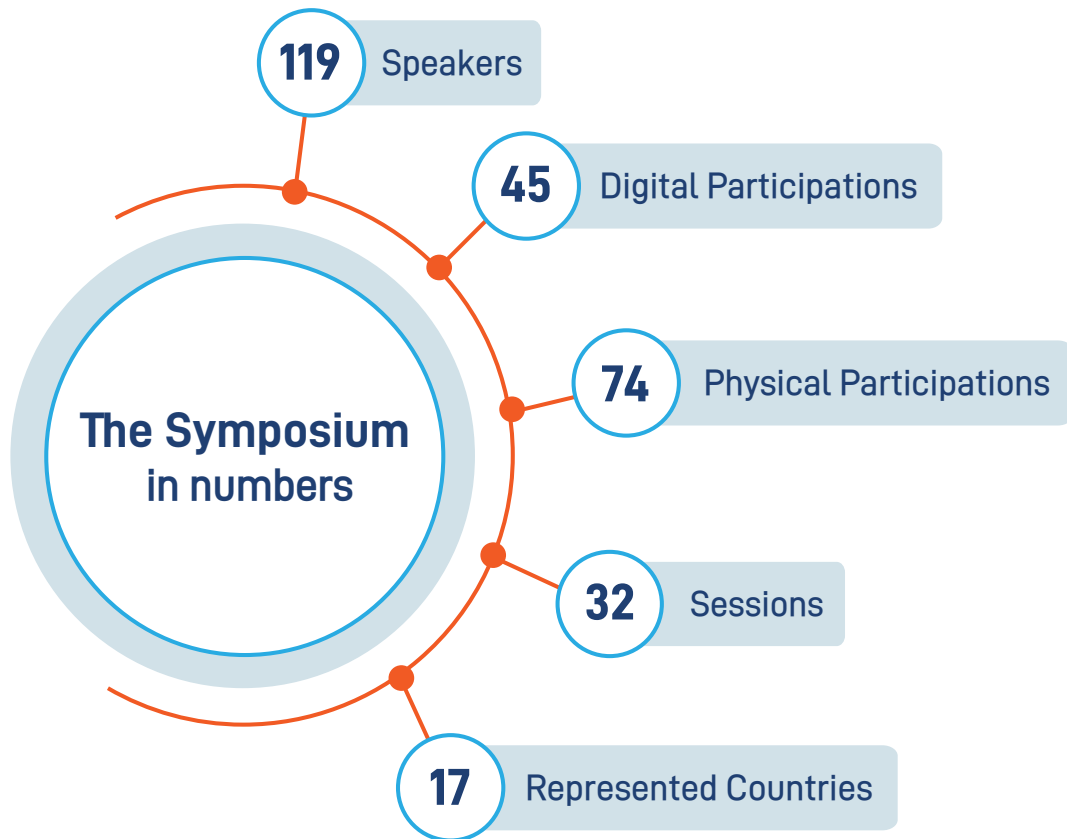 119 Speakers
45 Digital Participations
74 Physical Participations
The Symposium
in numbers
32 Sessions
17 Represented Countries